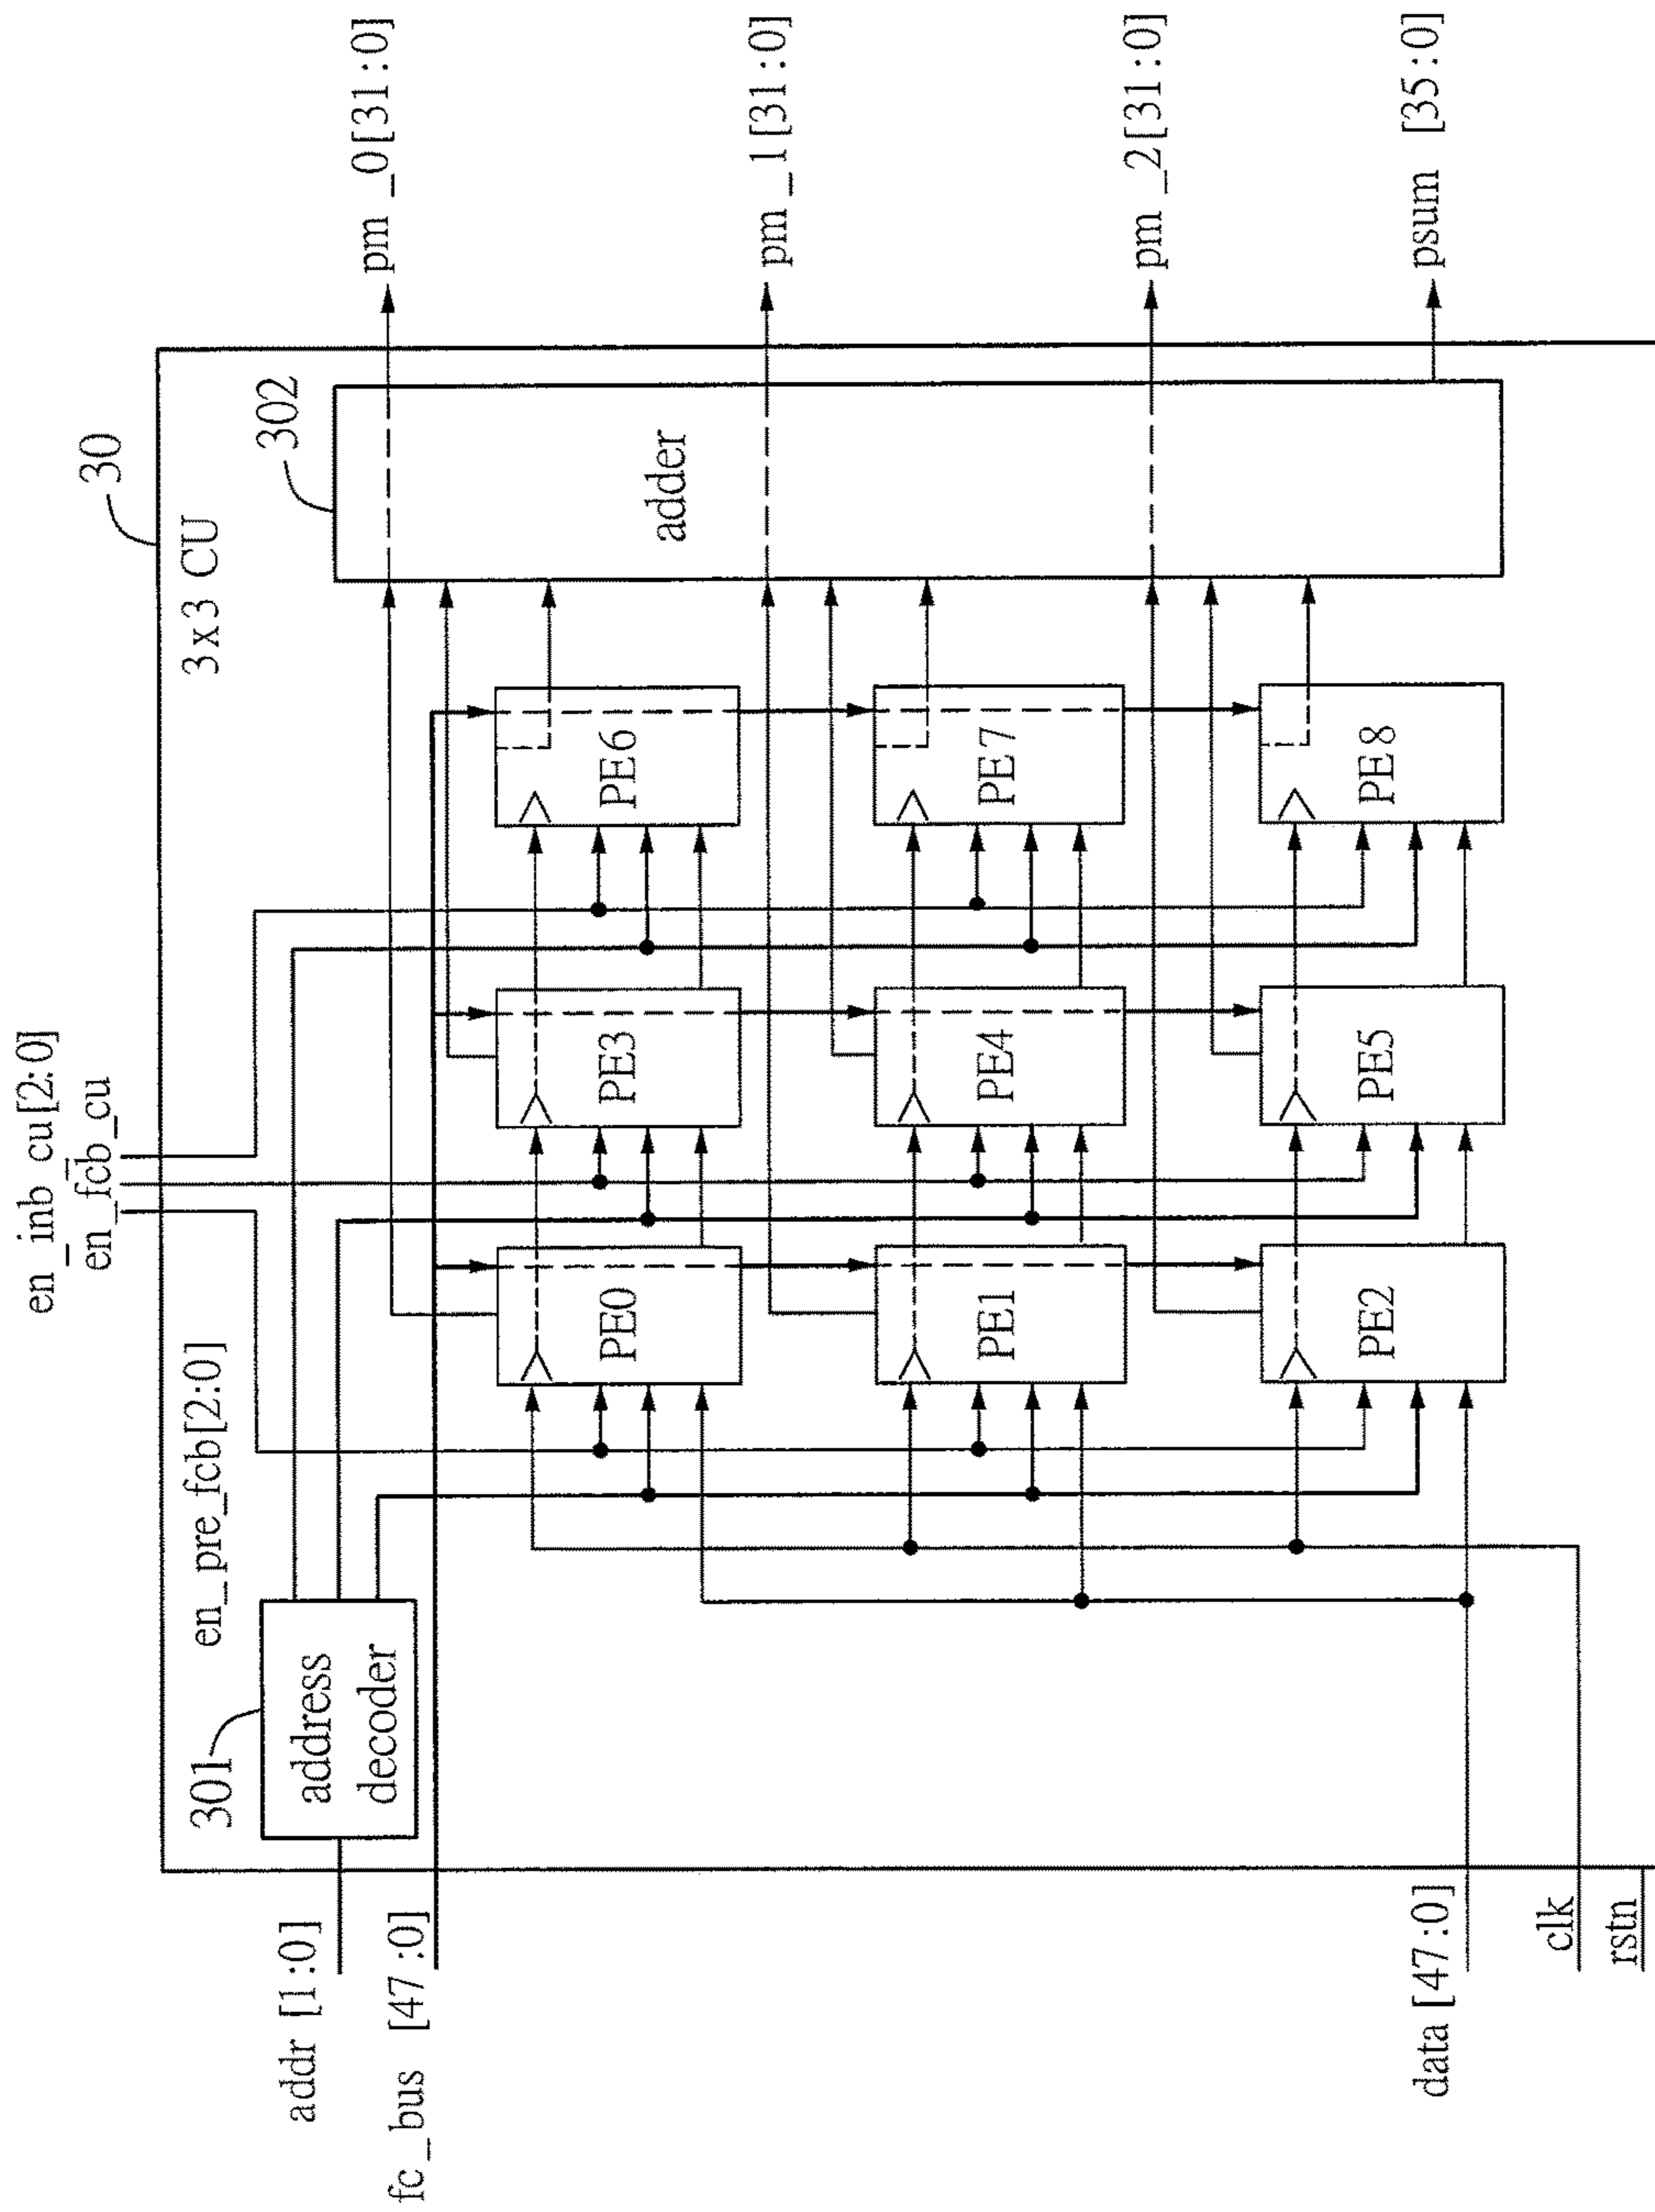 30
3x3 CU
302
adder
301
address
decoder
en_pre_fcb[2:0]
en_inb_cu[2:0]
en_fcb_cu
addr [1:0]
fc_bus [47:0]
data [47:0]
clk
rstn
PE0
PE3
PE6
PE1
PE4
PE7
PE2
PE5
PE8
pm_0[31:0]
pm_1[31:0]
pm_2[31:0]
psum [35:0]